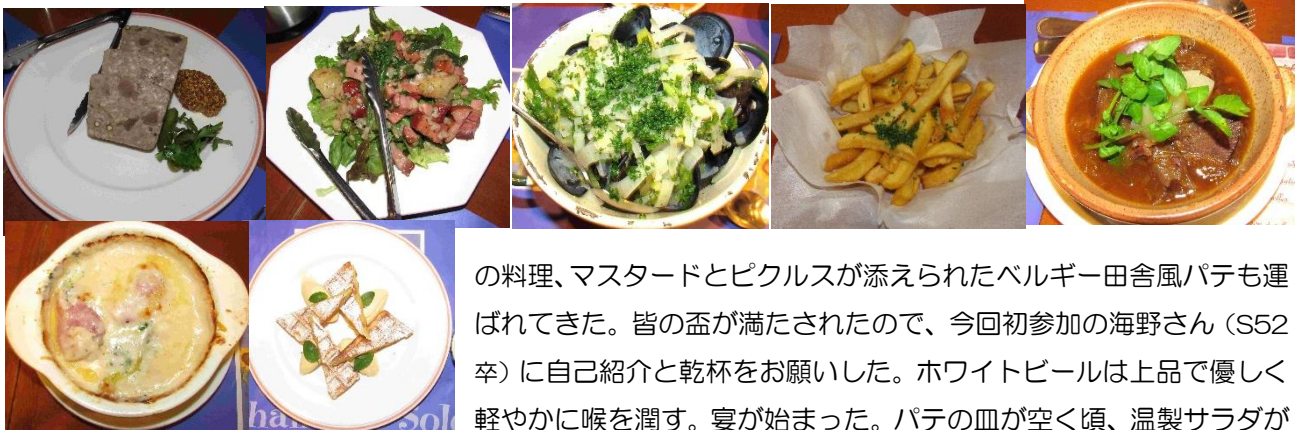 の料理、マスタードとピクルスが添えられたベルギー田舎風パテも運
ばれてきた。皆の盃が満たされたので、今回初参加の海野さん（S52
卒）に自己紹介と乾杯をお願いした。ホワイトビールは上品で優しく
軽やかに喉を潤す。宴が始まった。パテの皿が空く頃、温製サラダが